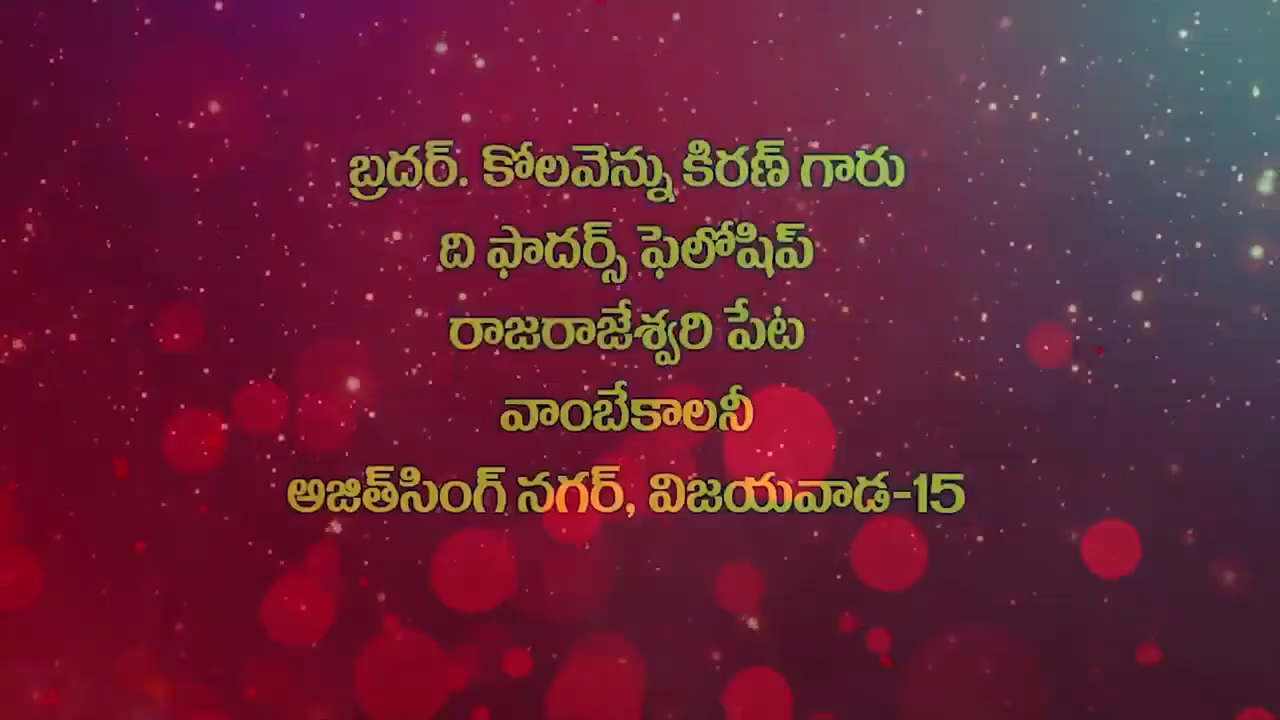 బ్రదర్. కోలవెన్ను కిరణ్ గారు
ది ఫాదర్స్ ఫెలోషిప్
రాజరాజేశ్వరి పేట
వాంబేకాలనీ
అజిత్‌సింగ్ నగర్, విజయవాడ-15